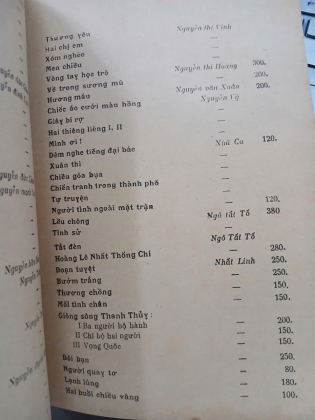 Thương yêu Nguyễn thị Vinh
Hai chị em —
Xóm nghèo —
Men chiều —
Vòng tay học trò Nguyễn thị Hoàng 300.
Về trong sương mù — 200.
Hương máu Nguyễn văn Xuân 200.
Chiếc áo cưới màu hồng Nguyễn Vỹ
Giấy bí rợ —
Hai thiêng liêng I, II —
Mình ơi ! —
Đêm nghe tiếng đại bác Nhã Ca 120.
Xuân thì —
Chiều góa bụa —
Chiến tranh trong thành phố —
Tự truyện —
Người tình ngoài mặt trận — 120.
Lều chõng Ngô tất Tố 380
Tình sử —
Tắt đèn Ngô Tất Tố
Hoàng Lê Nhất Thống Chí — 280.
Đoạn tuyệt Nhất Linh 250.
Bướm trắng — 250.
Thương chồng — 150.
Mối tình chân — 150.
Giòng sông Thanh Thủy :
I Ba người bộ hành — 200.
II Chi bộ hai người — 150.
III Vọng Quốc — 150.
Đôi bạn — 250.
Người quay tơ — 80.
Lạnh lùng — 180.
Hai buổi chiều vàng — 100.